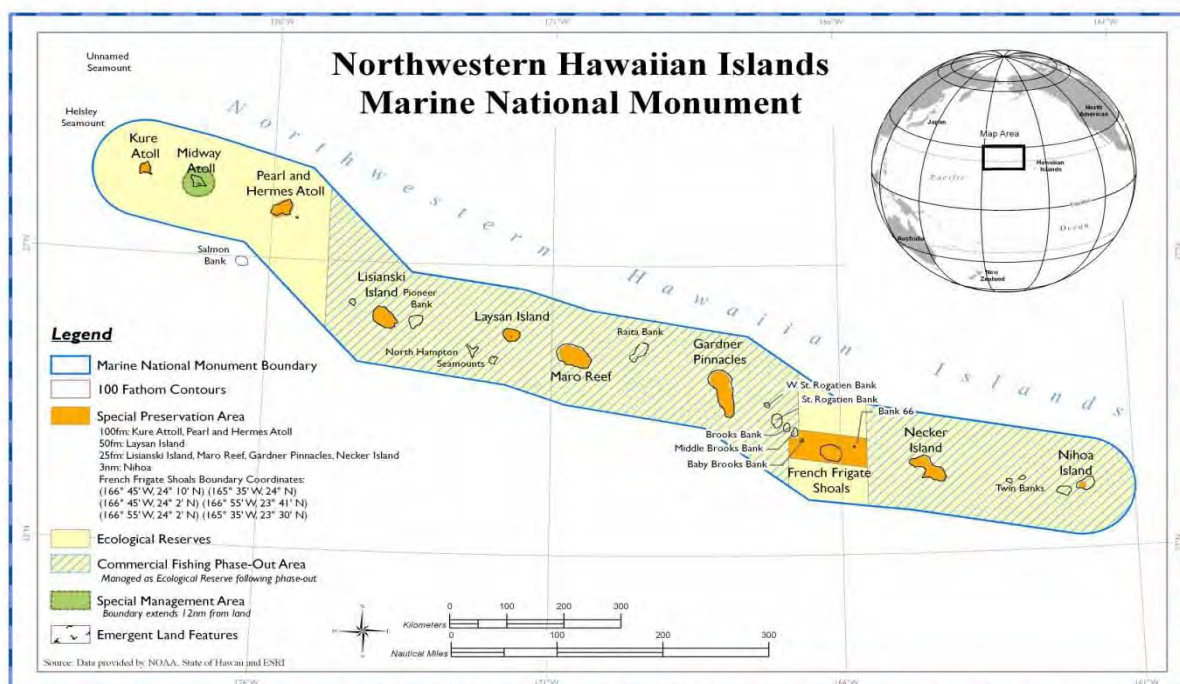 Northwestern Hawaiian Islands
Marine National Monument
Unnamed
Seamount
Helsley
Seamount
Kure
Atoll
Midway
Atoll
Pearl and
Hermes Atoll
Salmon
Bank
Northwestern Hawaiian Islands
Lisianski
Island
Pioneer
Bank
Laysan Island
North Hampton
Seamounts
Maro Reef
Raita Bank
Gardner
Pinnacles
W. St. Rogatien Bank
St. Rogatien Bank
Brooks Bank
Middle Brooks Bank
Baby Brooks Bank
Bank 66
French Frigate
Shoals
Necker
Island
Twin Banks
Nihoa
Island
Japan
North
American
Map Area
Hawaiian
Islands
Pacific
Ocean
Australia
New
Zealand
Legend
Marine National Monument Boundary
100 Fathom Contours
Special Preservation Area
100fm: Kure Attoll, Pearl and Hermes Atoll
50fm: Laysan Island
25fm: Lisianski Island, Maro Reef, Gardner Pinnacles, Necker Island
3nm: Nihoa
French Frigate Shoals Boundary Coordinates:
(166° 45' W, 24° 10' N) (165° 35' W, 24° N)
(166° 45' W, 24° 2' N) (166° 55' W, 23° 41' N)
(166° 55' W, 24° 2' N) (165° 35' W, 23° 30' N)
Ecological Reserves
Commercial Fishing Phase-Out Area
Managed as Ecological Reserve following phase-out
Special Management Area
Boundary extends 12nm from land
Emergent Land Features
Source: Data provided by NOAA, State of Hawaii and ESRI
0 100 200 300
Kilometers
0 100 200 300
Nautical Miles